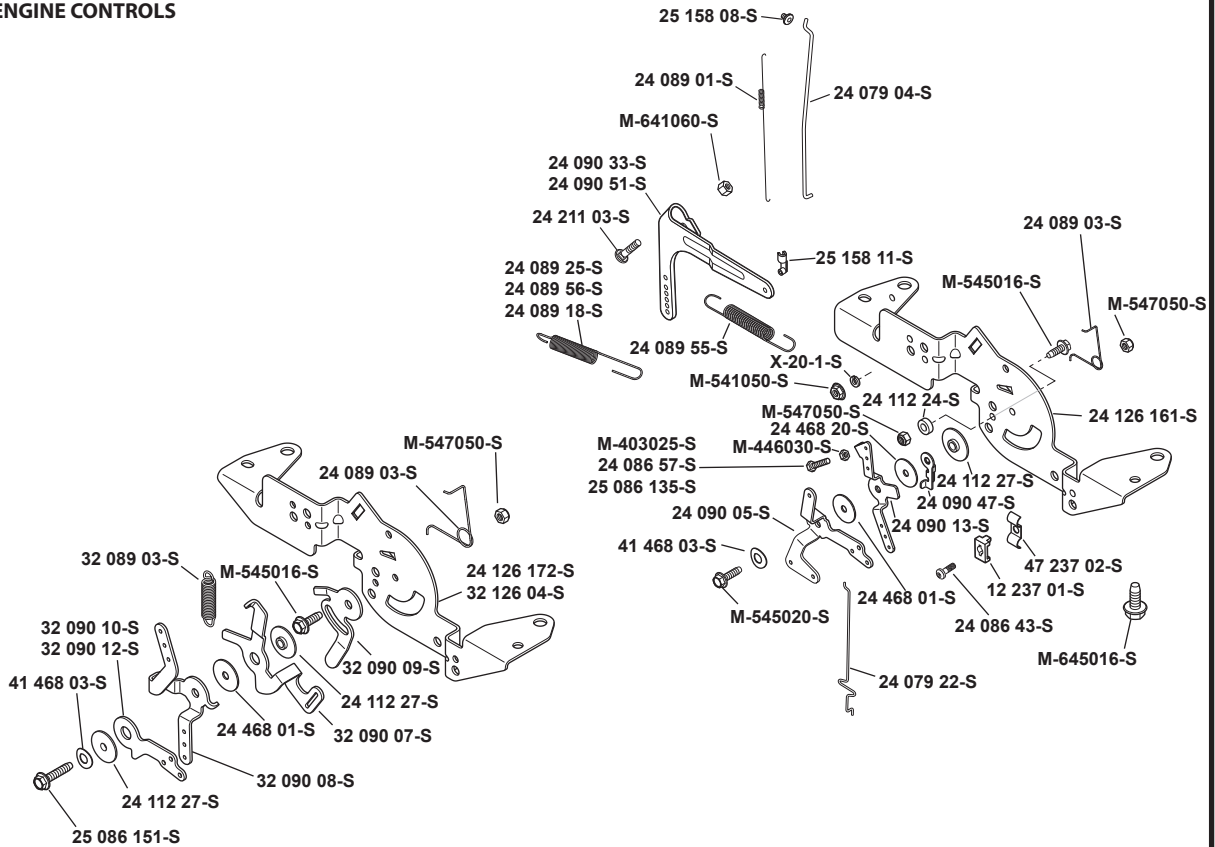 ENGINE CONTROLS
25 158 08-S
24 089 01-S
24 079 04-S
M-641060-S
24 090 33-S
24 090 51-S
24 211 03-S
24 089 03-S
25 158 11-S
24 089 25-S
24 089 56-S
24 089 18-S
M-545016-S
M-547050-S
24 089 55-S
X-20-1-S
M-541050-S
24 112 24-S
M-547050-S
24 126 161-S
24 468 20-S
M-403025-S
M-446030-S
24 086 57-S
25 086 135-S
24 112 27-S
24 090 47-S
24 090 05-S
24 090 13-S
41 468 03-S
47 237 02-S
12 237 01-S
24 468 01-S
M-545020-S
24 086 43-S
M-645016-S
24 079 22-S
M-547050-S
24 089 03-S
32 089 03-S
M-545016-S
24 126 172-S
32 126 04-S
32 090 10-S
32 090 12-S
32 090 09-S
41 468 03-S
24 112 27-S
24 468 01-S
32 090 07-S
32 090 08-S
24 112 27-S
25 086 151-S